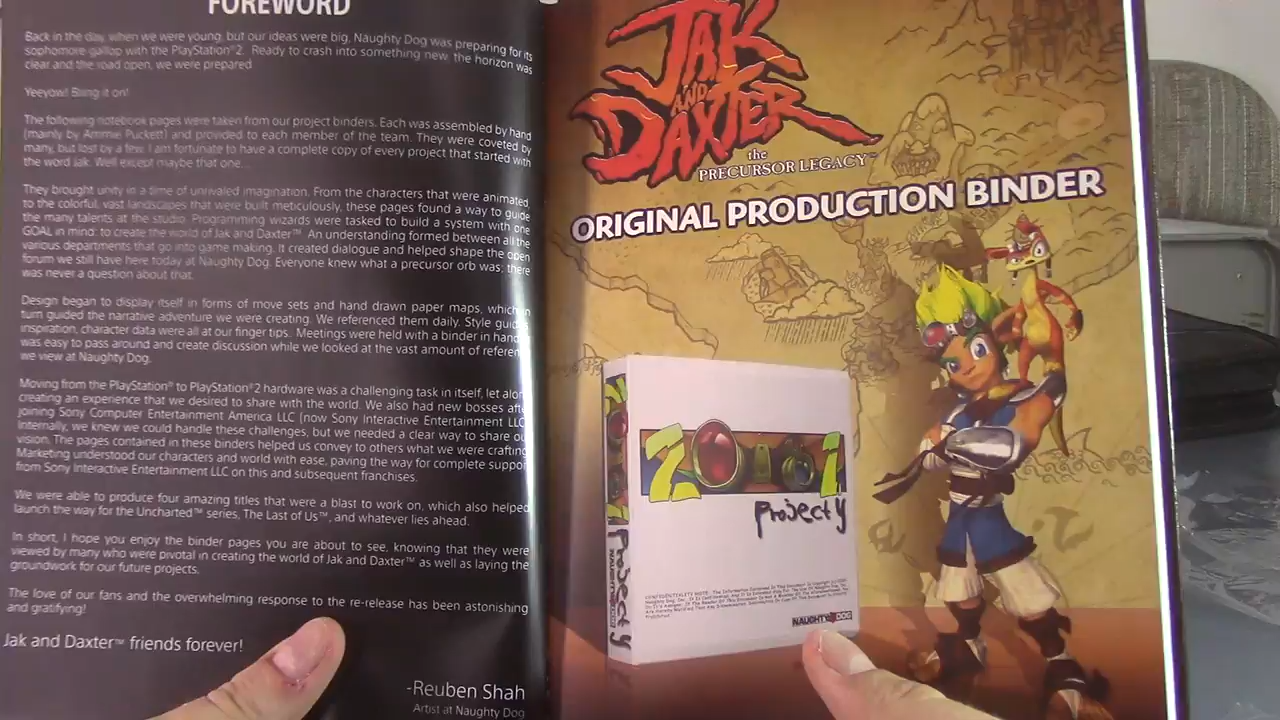 FOREWORD
Back in the day, when we were young, but our ideas were big, Naughty Dog was preparing for its
sophomore gallop with the PlayStation®2. Ready to crash into something new, the horizon was
clear and the road open, we were prepared
Yeeyow! Bring it on!
The following notebook pages were taken from our project binders. Each was assembled by hand
(mainly by Ammie Puckett) and provided to each member of the team. They were coveted by
many, but lost by a few. I am fortunate to have a complete copy of every project that started with
the word Jak. Well except maybe that one...
They brought unity in a time of unrivaled imagination. From the characters that were animated,
to the colorful, vast landscapes that were built meticulously, these pages found a way to guide
the many talents at the studio. Programming wizards were tasked to build a system with one
GOAL in mind: to create the world of Jak and Daxter™ An understanding formed between all the
various departments that go into game making. It created dialogue and helped shape the open
forum we still have here today at Naughty Dog. Everyone knew what a precursor orb was; there
was never a question about that.
Design began to display itself in forms of move sets and hand drawn paper maps, which in
turn guided the narrative adventure we were creating. We referenced them daily. Style
inspiration, character data were all at our finger tips. Meetings were held with a binder in hand
was easy to pass around and create discussion while we looked at the vast amount of
we view at Naughty Dog.
Moving from the PlayStation® to PlayStation®2 hardware was a challenging task in itself, let
creating an experience that we desired to share with the world. We also had new bosses
joining Sony Computer Entertainment America LLC (now Sony Interactive Entertainment LLC
Internally, we knew we could handle these challenges, but we needed a clear way to share
vision. The pages contained in these binders helped us convey to others what we were
Marketing understood our characters and world with ease, paving the way for complete
from Sony Interactive Entertainment LLC on this and subsequent franchises.
We were able to produce four amazing titles that were a blast to work on, which also helped
launch the way for the Uncharted™ series, The Last of Us™, and whatever lies ahead.
In short, I hope you enjoy the binder pages you are about to see, knowing that they were
viewed by many who were pivotal in creating the world of Jak and Daxter™ as well as laying the
groundwork for our future projects.
The love of our fans and the overwhelming response to the re-release has been astonishing
and gratifying!
Jak and Daxter™ friends forever!
-Reuben Shah
Artist at Naughty Dog
JAK
AND
DAXTER
the
PRECURSOR LEGACY™
ORIGINAL PRODUCTION BINDER
2001
Project Y
Project Y
NAUGHTY DOG